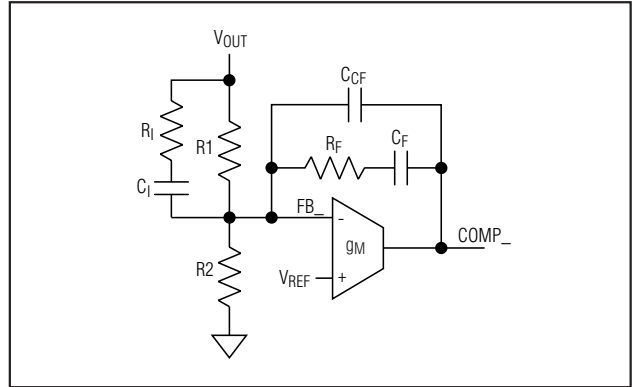 VOUT
CCF
RI
R1
RF
CF
CI
FB_
-
gM
COMP_
R2
VREF
+